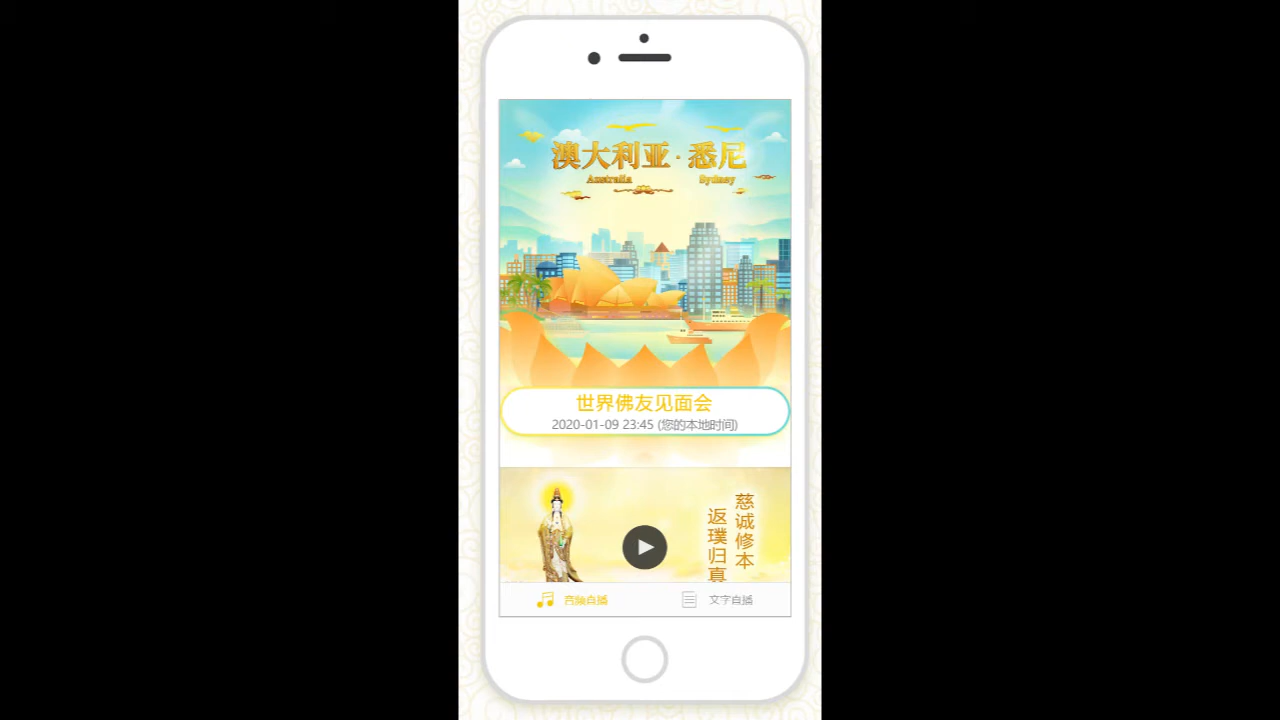 澳大利亚·悉尼
Australia Sydney
世界佛友见面会
2020-01-09 23:45 (您的本地时间)
慈诚修本
返璞归真
音频直播
文字直播